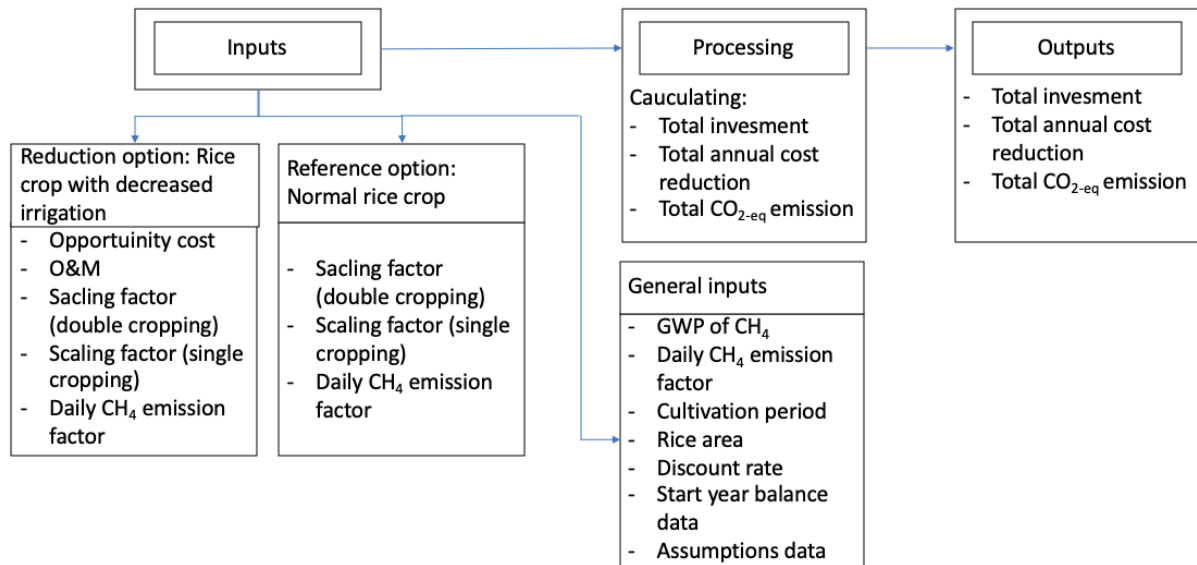 Inputs
Processing
Outputs
Cauculating:
- Total invesment
- Total annual cost
reduction
- Total CO2-eq emission
- Total invesment
- Total annual cost
reduction
- Total CO2-eq emission
Reduction option: Rice
crop with decreased
irrigation
- Opportuinity cost
- O&M
- Sacling factor
(double cropping)
- Scaling factor (single
cropping)
- Daily CH4 emission
factor
Reference option:
Normal rice crop
- Sacling factor
(double cropping)
- Scaling factor (single
cropping)
- Daily CH4 emission
factor
General inputs
- GWP of CH4
- Daily CH4 emission
factor
- Cultivation period
- Rice area
- Discount rate
- Start year balance
data
- Assumptions data